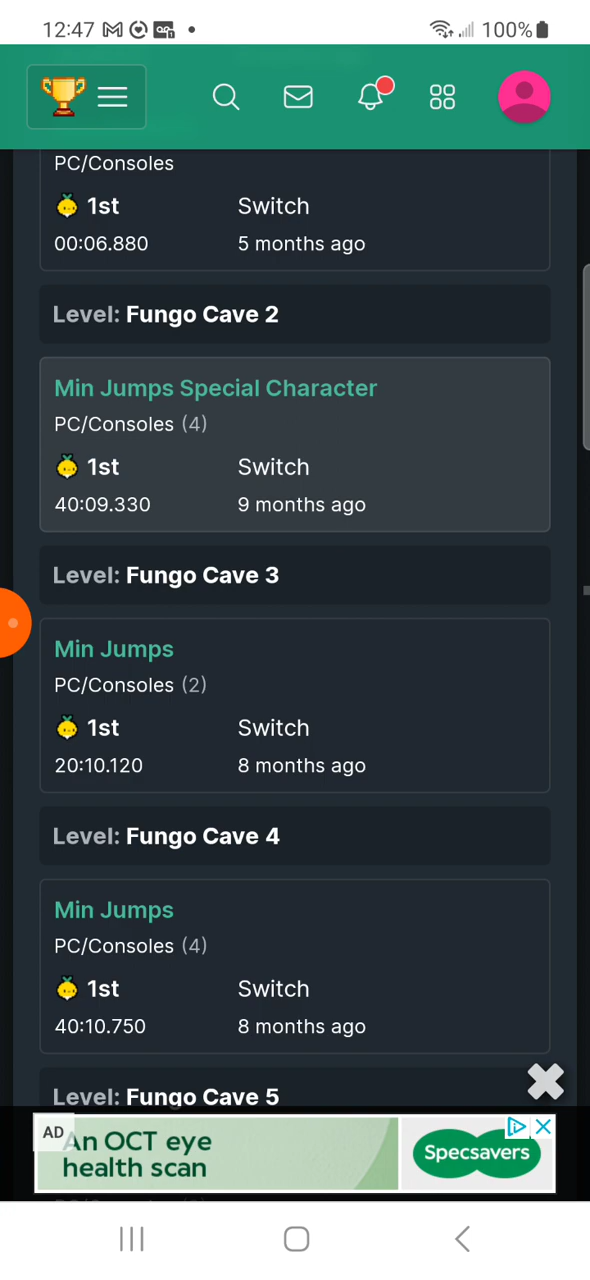 12:47 100%
PC/Consoles
1st Switch
00:06.880 5 months ago
Level: Fungo Cave 2
Min Jumps Special Character
PC/Consoles (4)
1st Switch
40:09.330 9 months ago
Level: Fungo Cave 3
Min Jumps
PC/Consoles (2)
1st Switch
20:10.120 8 months ago
Level: Fungo Cave 4
Min Jumps
PC/Consoles (4)
1st Switch
40:10.750 8 months ago
Level: Fungo Cave 5
AD
An OCT eye
health scan
Specsavers